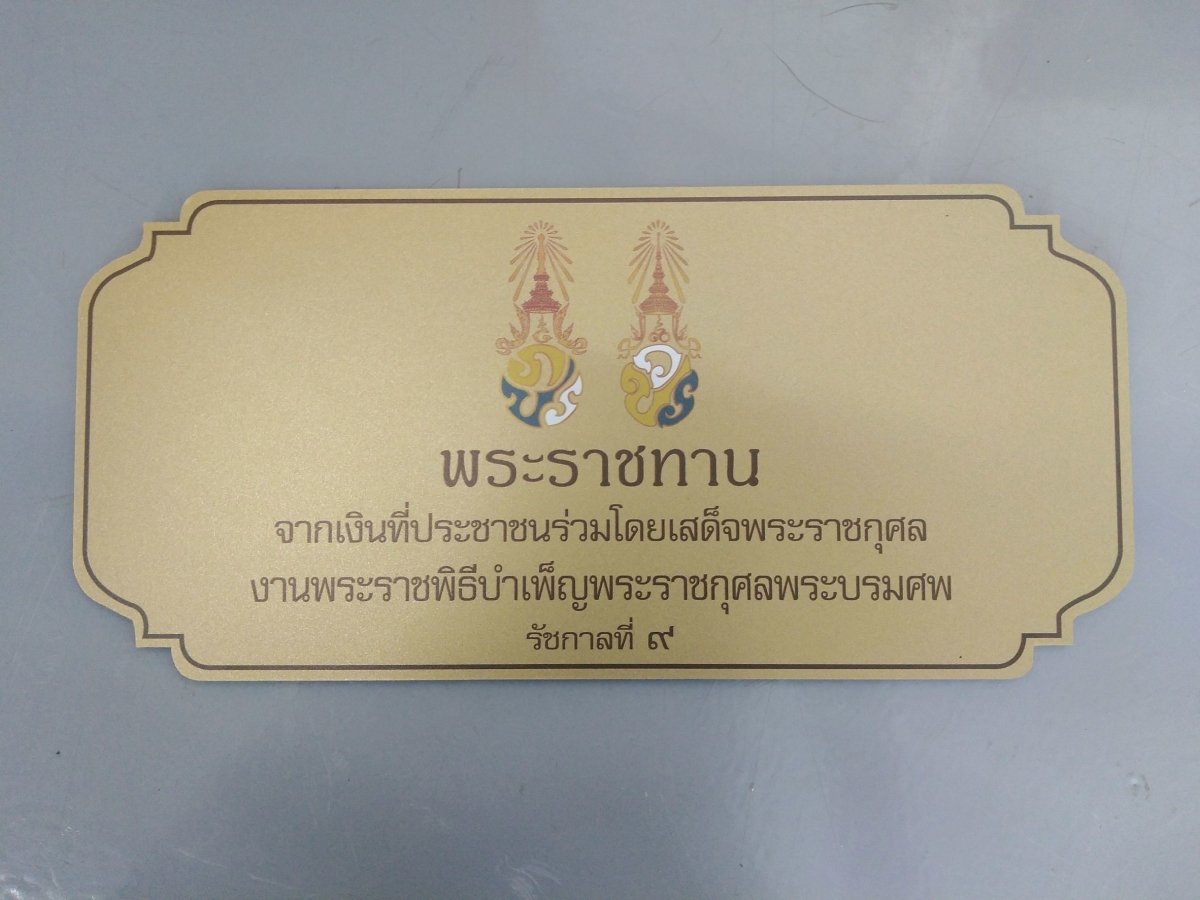 พระราชทาน
จากเงินที่ประชาชนร่วมโดยเสด็จพระราชกุศล
งานพระราชพิธีบำเพ็ญพระราชกุศลพระบรมศพ
รัชกาลที่ ๙